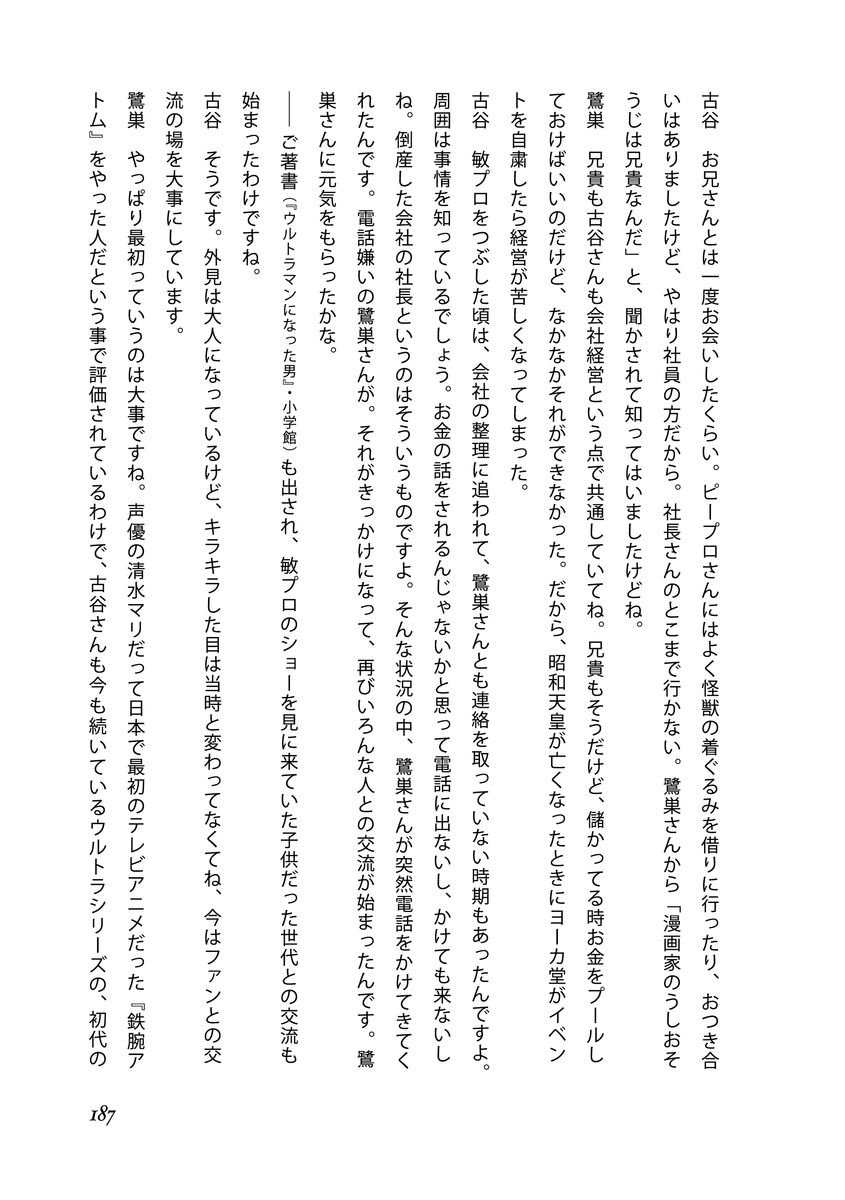 古谷　お兄さんとは一度お会いしたくらい。ピープロさんにはよく怪獣の着ぐるみを借りに行ったり、おつき合
いはありましたけど、やはり社員の方だから。社長さんのとこまで行かない。鷺巣さんから「漫画家のうしおそ
うじは兄貴なんだ」と、聞かされて知ってはいましたけどね。
鷺巣　兄貴も古谷さんも会社経営という点で共通していてね。兄貴もそうだけど、儲かってる時お金をプールし
ておけばいいのだけど、なかなかそれができなかった。だから、昭和天皇が亡くなったときにヨーカ堂がイベン
トを自粛したら経営が苦しくなってしまった。
古谷　敏プロをつぶした頃は、会社の整理に追われて、鷺巣さんとも連絡を取っていない時期もあったんですよ。
周囲は事情を知っているでしょう。お金の話をされるんじゃないかと思って電話に出ないし、かけても来ないし
ね。倒産した会社の社長というのはそういうものですよ。そんな状況の中、鷺巣さんが突然電話をかけてきてく
れたんです。電話嫌いの鷺巣さんが。それがきっかけになって、再びいろんな人との交流が始まったんです。鷺
巣さんに元気をもらったかな。
――ご著書（『ウルトラマンになった男』・小学館）も出され、敏プロのショーを見に来ていた子供だった世代との交流も
始まったわけですね。
古谷　そうです。外見は大人になっているけど、キラキラした目は当時と変わってなくてね、今はファンとの交
流の場を大事にしています。
鷺巣　やっぱり最初っていうのは大事ですね。声優の清水マリだって日本で最初のテレビアニメだった『鉄腕ア
トム』をやった人だという事で評価されているわけで、古谷さんも今も続いているウルトラシリーズの、初代の
187